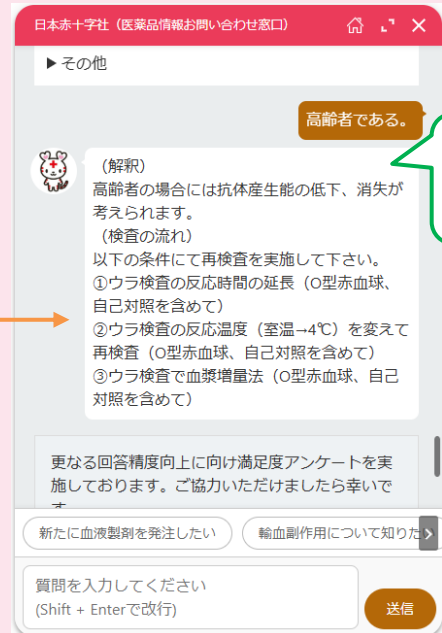 日本赤十字社（医薬品情報お問い合わせ窓口）
▶その他
高齢者である。
（解釈）
高齢者の場合には抗体産生能の低下、消失が
考えられます。
（検査の流れ）
以下の条件にて再検査を実施して下さい。
①ウラ検査の反応時間の延長（O型赤血球、
自己対照を含めて）
②ウラ検査の反応温度（室温→4℃）を変えて
再検査（O型赤血球、自己対照を含めて）
③ウラ検査で血漿増量法（O型赤血球、自己
対照を含めて）
更なる回答精度向上に向け満足度アンケートを実
施しております。ご協力いただけましたら幸いで
す
新たに血液製剤を発注したい
輸血副作用について知りたい
質問を入力してください
(Shift + Enterで改行)
送信